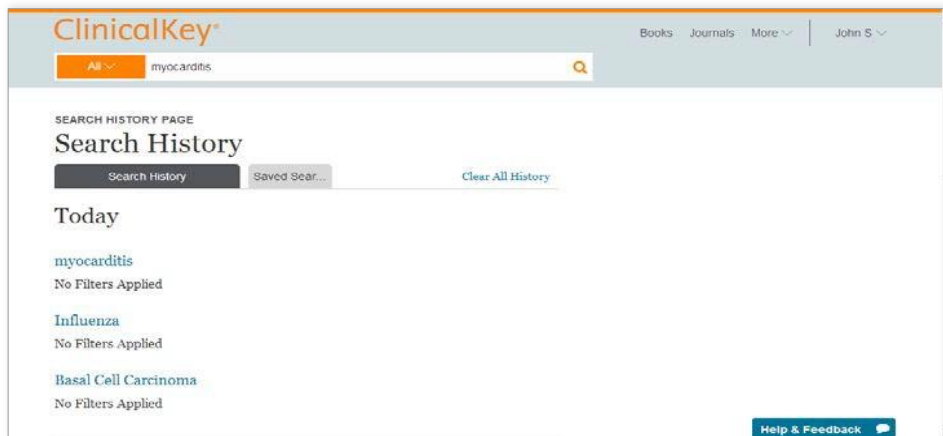 ClinicalKey®
Books Journals More John S
All myocarditis
SEARCH HISTORY PAGE
Search History
Search History Saved Sear... Clear All History
Today
myocarditis
No Filters Applied
Influenza
No Filters Applied
Basal Cell Carcinoma
No Filters Applied
Help & Feedback